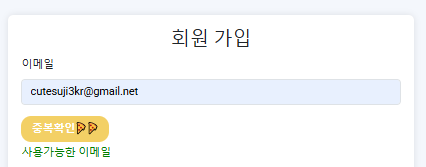 회원 가입
이메일
cutesuji3kr@gmail.net
중복확인
사용가능한 이메일